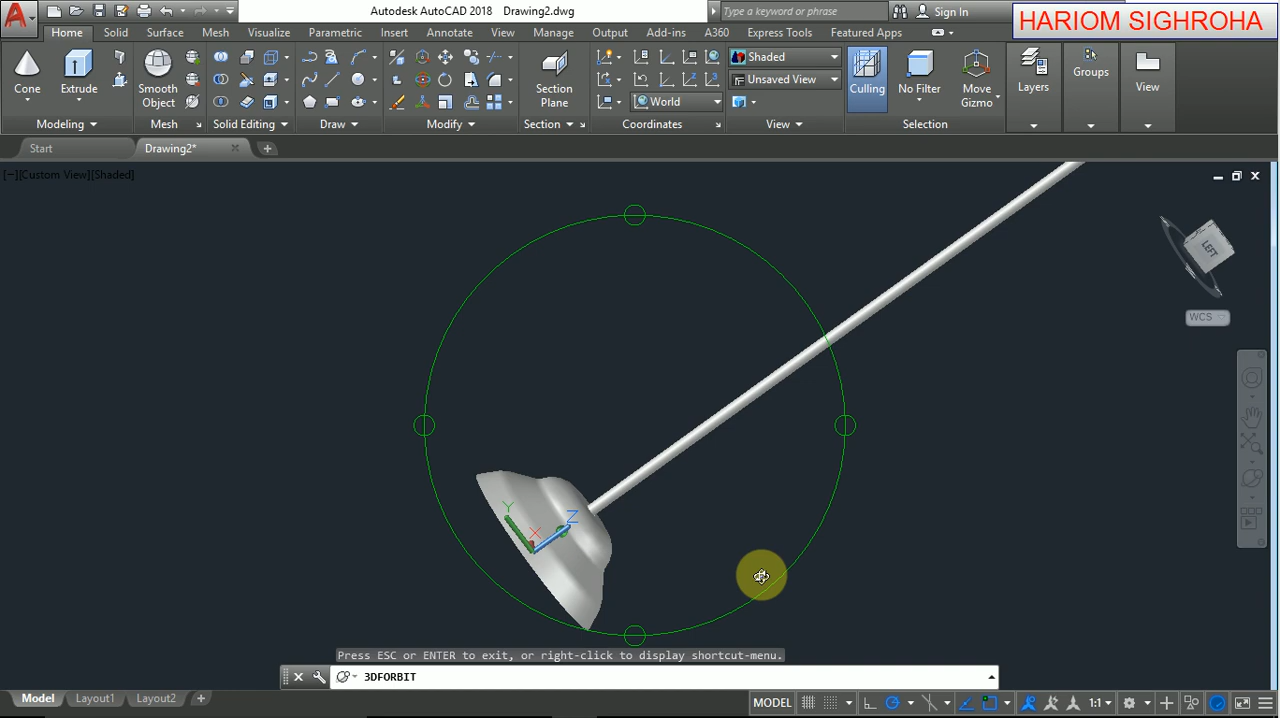 Autodesk AutoCAD 2018 Drawing2.dwg
Type a keyword or phrase
Sign In
HARIOM SIGHROHA
Home Solid Surface Mesh Visualize Parametric Insert Annotate View Manage Output Add-ins A360 Express Tools Featured Apps
Cone
Extrude
Smooth
Object
Section
Plane
Shaded
Unsaved View
World
Culling
No Filter
Move
Gizmo
Layers
Groups
View
Modeling
Mesh
Solid Editing
Draw
Modify
Section
Coordinates
View
Selection
Start
Drawing2*
[−][Custom View][Shaded]
LEFT
WCS
Y
X
Z
Press ESC or ENTER to exit, or right-click to display shortcut-menu.
3DFORBIT
Model Layout1 Layout2
MODEL
1:1